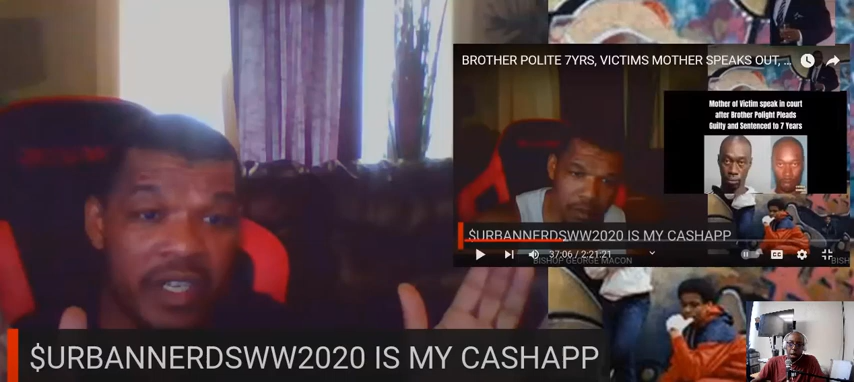 BROTHER POLITE 7YRS, VICTIMS MOTHER SPEAKS OUT, ...
Mother of Victim speak in court
after Brother Polight Pleads
Guilty and Sentenced to 7 Years
$URBANNERDSWW2020 IS MY CASHAPP
37:06 / 2:21:21
CC
BISHOP GEORGE MACON
BISH
$URBANNERDSWW2020 IS MY CASHAPP